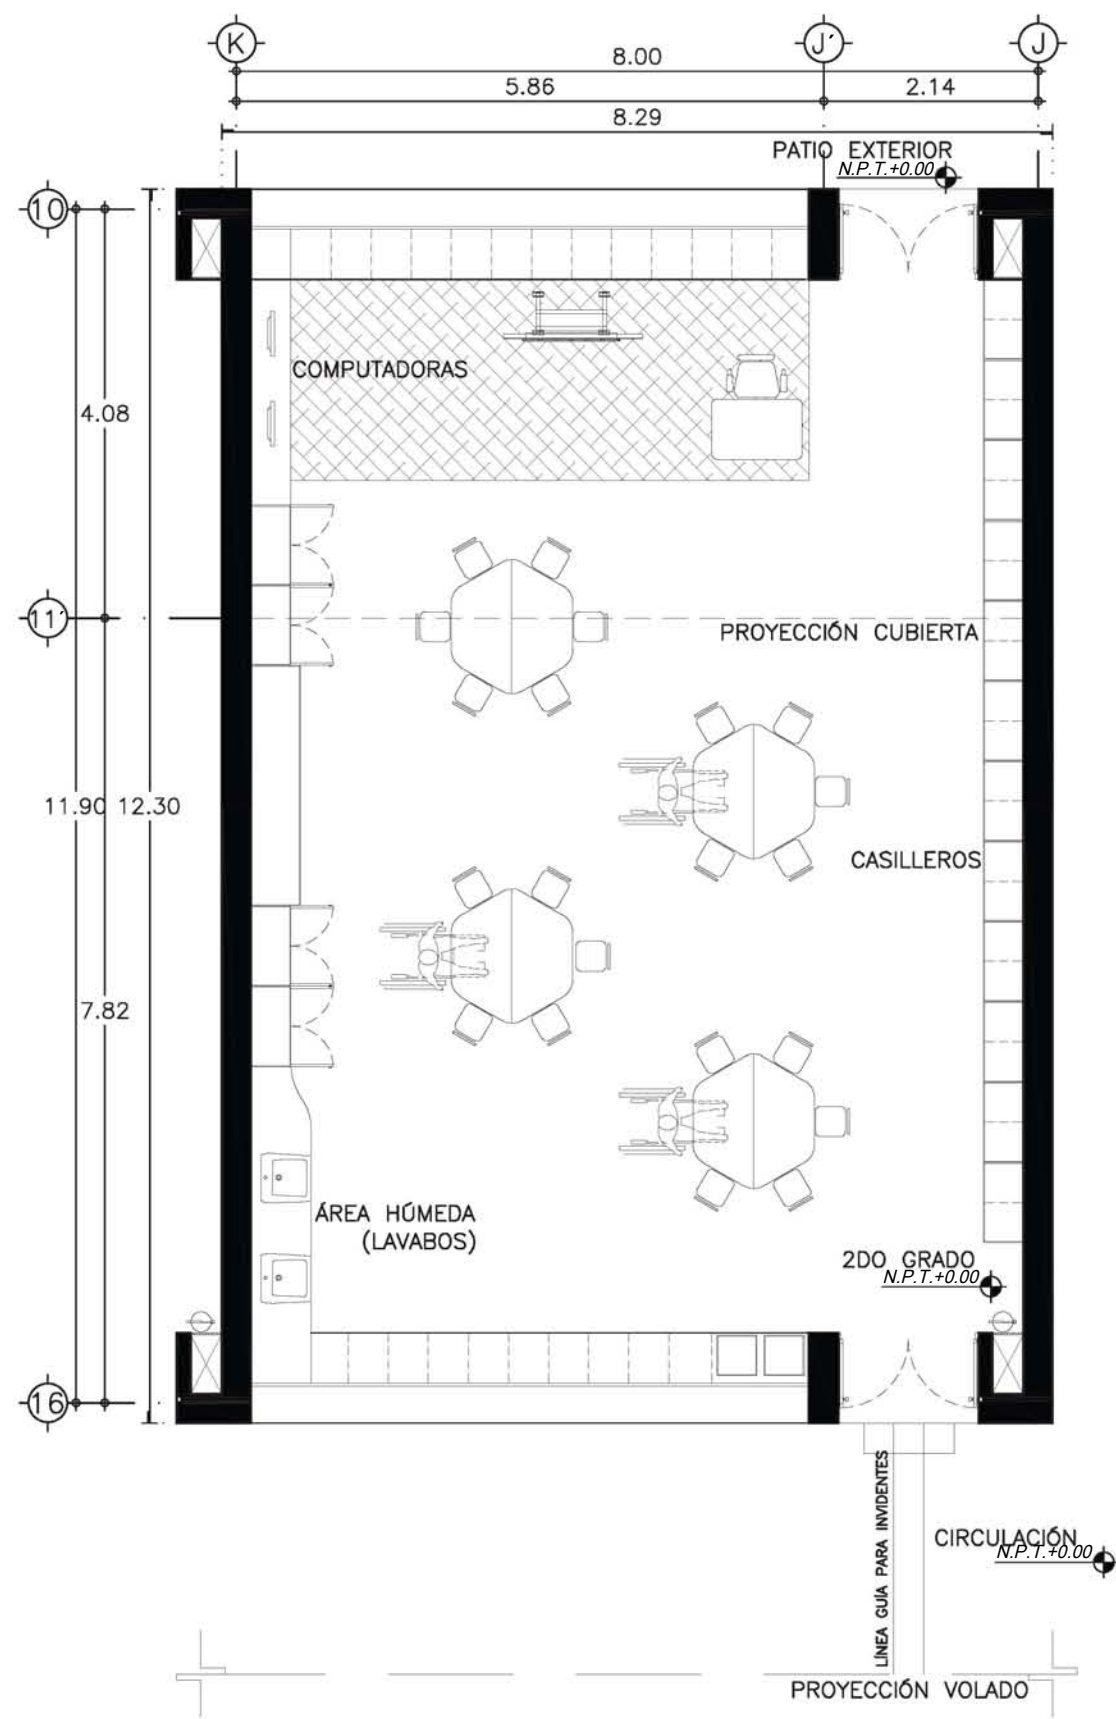 K
J´
J
8.00
5.86
2.14
8.29
PATIO EXTERIOR
N.P.T.+0.00
10
COMPUTADORAS
4.08
11´
PROYECCIÓN CUBIERTA
11.90
12.30
CASILLEROS
7.82
ÁREA HÚMEDA
(LAVABOS)
2DO GRADO
N.P.T.+0.00
16
LÍNEA GUÍA PARA INVIDENTES
CIRCULACIÓN
N.P.T.+0.00
PROYECCIÓN VOLADO